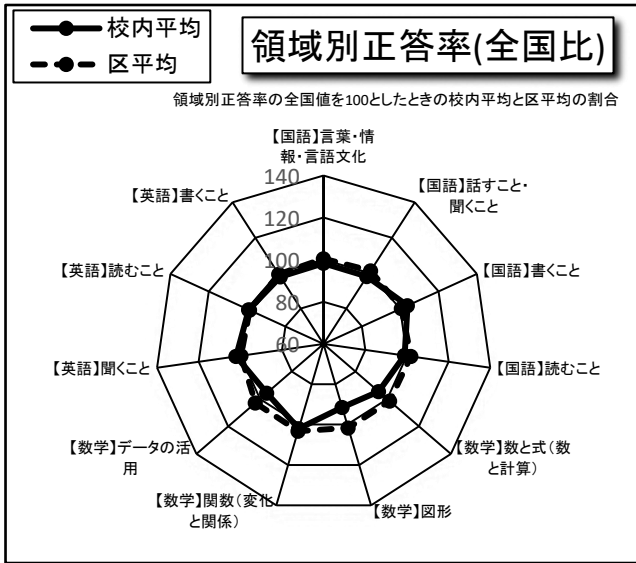 校内平均
区平均
領域別正答率(全国比)
領域別正答率の全国値を100としたときの校内平均と区平均の割合
【国語】言葉・情
報・言語文化
【国語】話すこと・
聞くこと
【国語】書くこと
【国語】読むこと
【数学】数と式(数
と計算)
【数学】図形
【数学】関数(変化
と関係)
【数学】データの活
用
【英語】聞くこと
【英語】読むこと
【英語】書くこと
140
120
100
80
60